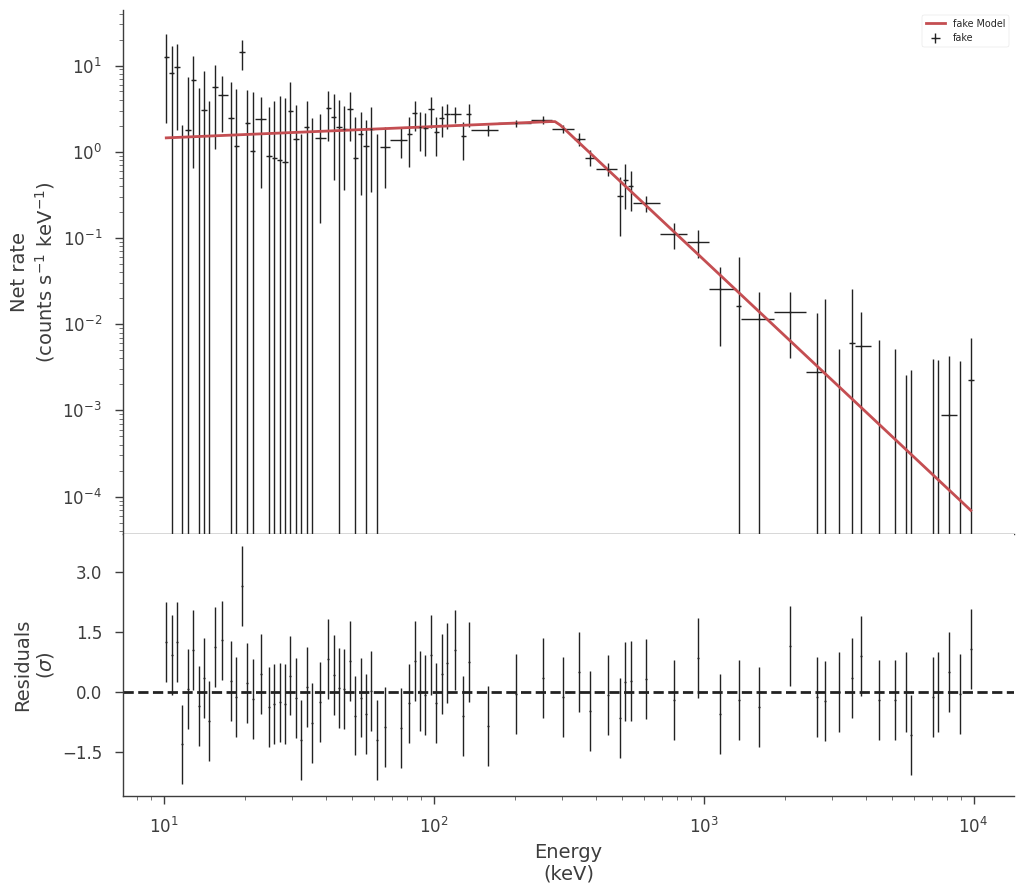 fake Model
fake
Net rate
(counts s⁻¹ keV⁻¹)
10¹
10⁰
10⁻¹
10⁻²
10⁻³
10⁻⁴
Residuals
(σ)
3.0
1.5
0.0
−1.5
10¹ 10² 10³ 10⁴
Energy
(keV)